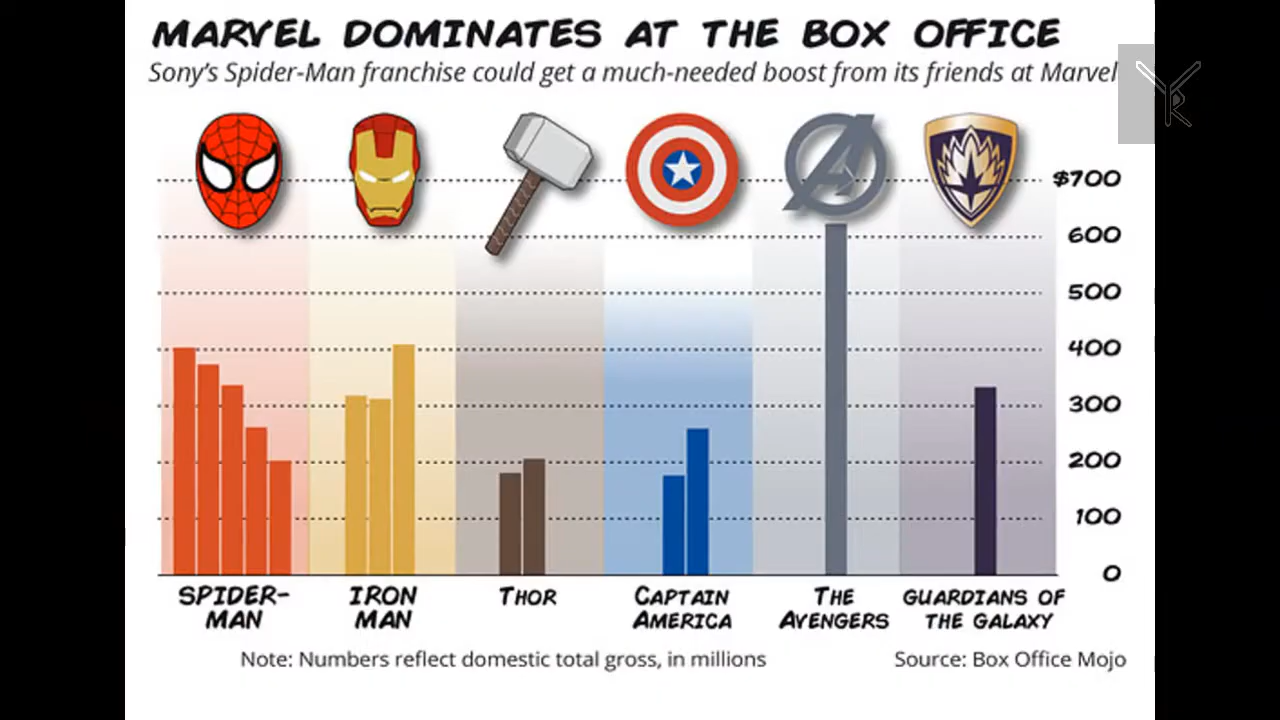 MARVEL DOMINATES AT THE BOX OFFICE
Sony's Spider-Man franchise could get a much-needed boost from its friends at Marvel
$700
600
500
400
300
200
100
0
SPIDER-
MAN
IRON
MAN
THOR
CAPTAIN
AMERICA
THE
AVENGERS
GUARDIANS OF
THE GALAXY
Note: Numbers reflect domestic total gross, in millions
Source: Box Office Mojo